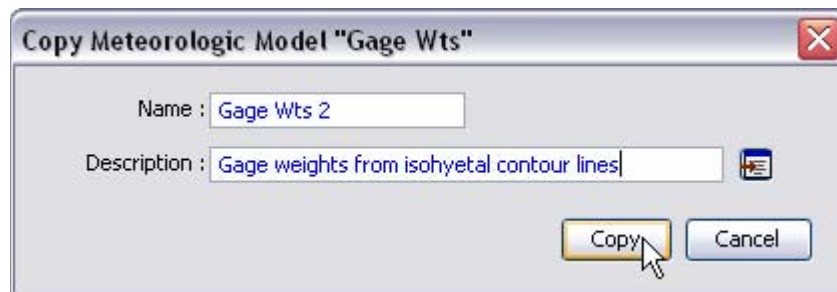 Copy Meteorologic Model "Gage Wts"
Name : Gage Wts 2
Description : Gage weights from isohyetal contour lines
Copy Cancel